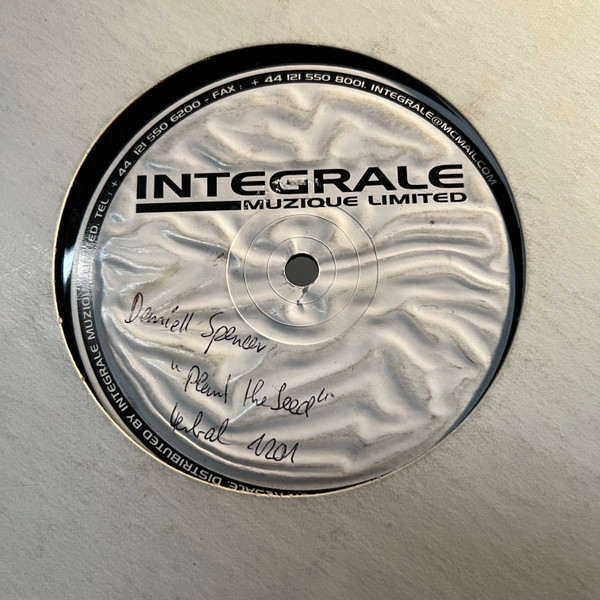 INTEGRALE
MUZIQUE LIMITED
Daniell Spencer
"Plant the Seed"
Verbal 1201
DISTRIBUTED BY INTEGRALE MUZIQUE LIMITED. TEL : + 44 121 550 6200 - FAX : + 44 121 550 8001. INTEGRALE@MCMAIL.COM